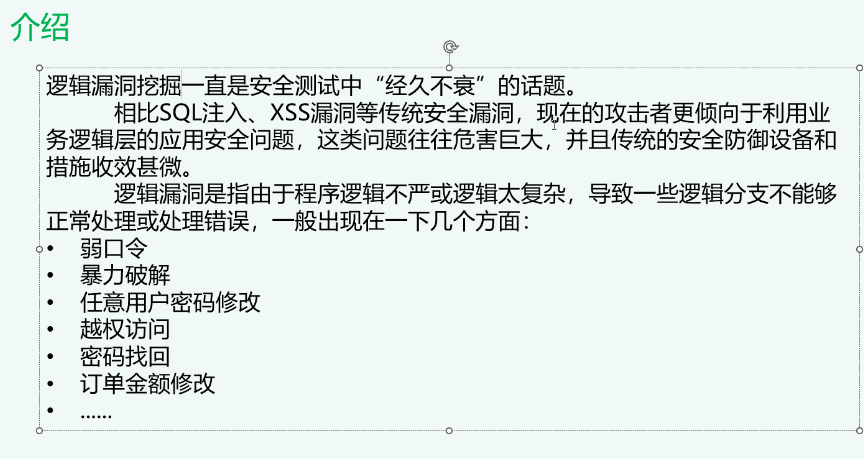 介绍
逻辑漏洞挖掘一直是安全测试中“经久不衰”的话题。
相比SQL注入、XSS漏洞等传统安全漏洞，现在的攻击者更倾向于利用业
务逻辑层的应用安全问题，这类问题往往危害巨大，并且传统的安全防御设备和
措施收效甚微。
逻辑漏洞是指由于程序逻辑不严或逻辑太复杂，导致一些逻辑分支不能够
正常处理或处理错误，一般出现在一下几个方面：
• 弱口令
• 暴力破解
• 任意用户密码修改
• 越权访问
• 密码找回
• 订单金额修改
• ......